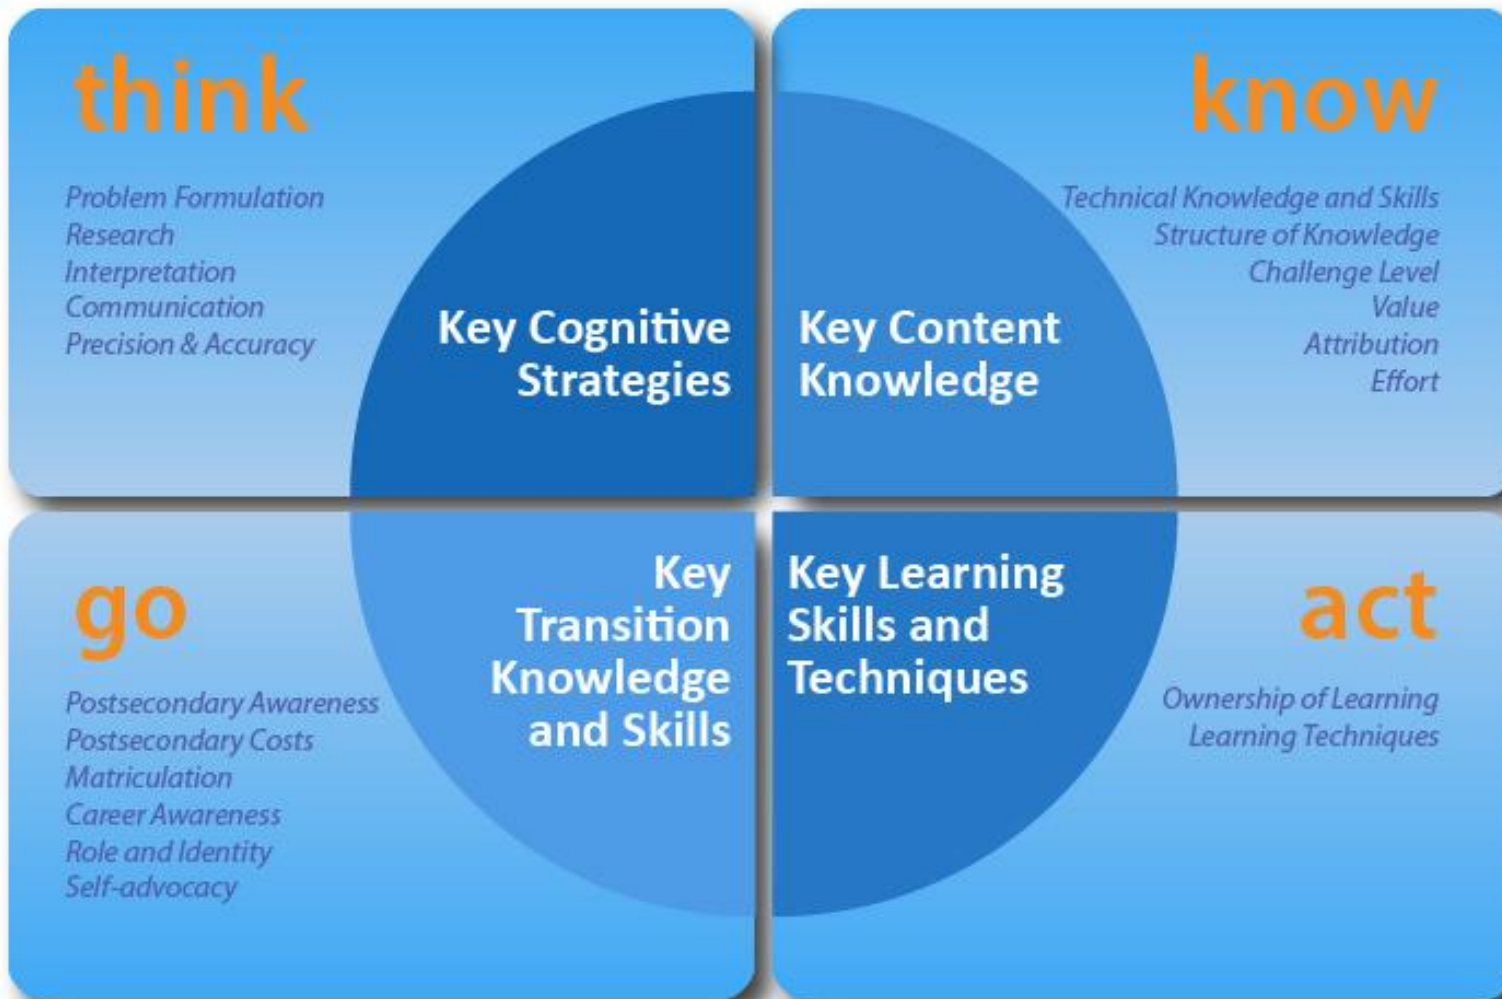 think
Problem Formulation
Research
Interpretation
Communication
Precision & Accuracy
Key Cognitive
Strategies
know
Technical Knowledge and Skills
Structure of Knowledge
Challenge Level
Value
Attribution
Effort
Key Content
Knowledge
go
Postsecondary Awareness
Postsecondary Costs
Matriculation
Career Awareness
Role and Identity
Self-advocacy
Key
Transition
Knowledge
and Skills
Key Learning
Skills and
Techniques
act
Ownership of Learning
Learning Techniques